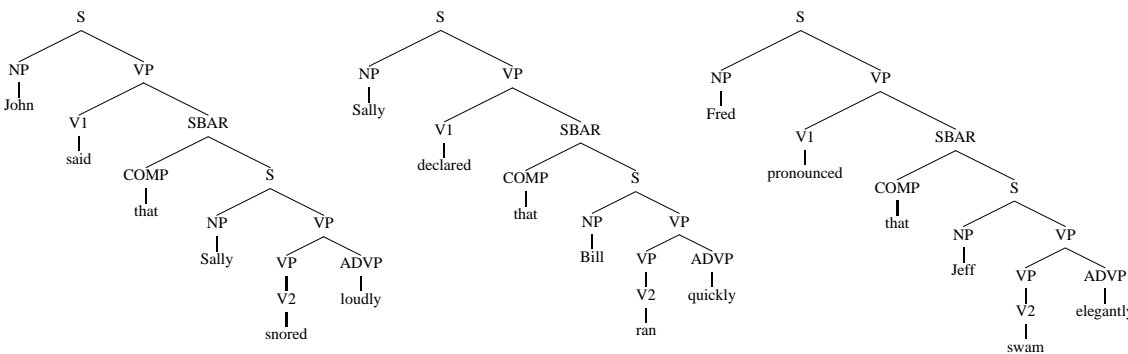 S S S
NP VP NP VP NP VP
John Sally Fred
V1 SBAR V1 SBAR V1 SBAR
said declared pronounced
COMP S COMP S COMP S
that that that
NP VP NP VP NP VP
Sally Bill Jeff
VP ADVP VP ADVP VP ADVP
loudly quickly elegantly
V2 V2 V2
snored ran swam